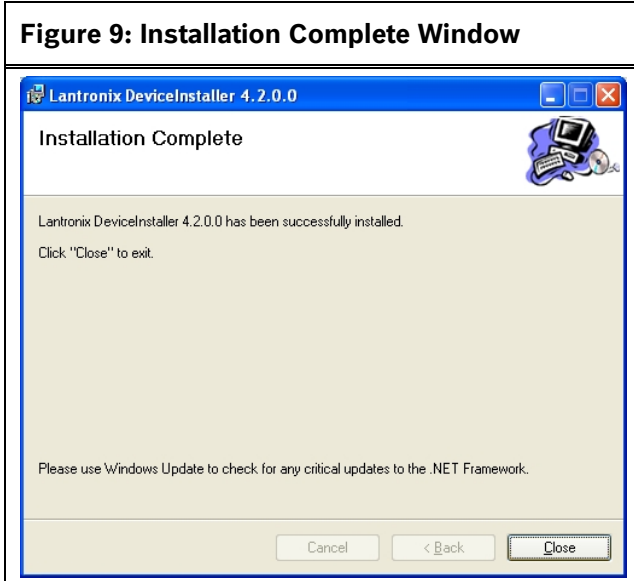 Figure 9: Installation Complete Window
Lantronix DeviceInstaller 4.2.0.0
Installation Complete
Lantronix DeviceInstaller 4.2.0.0 has been successfully installed.
Click "Close" to exit.
Please use Windows Update to check for any critical updates to the .NET Framework.
Cancel < Back Close